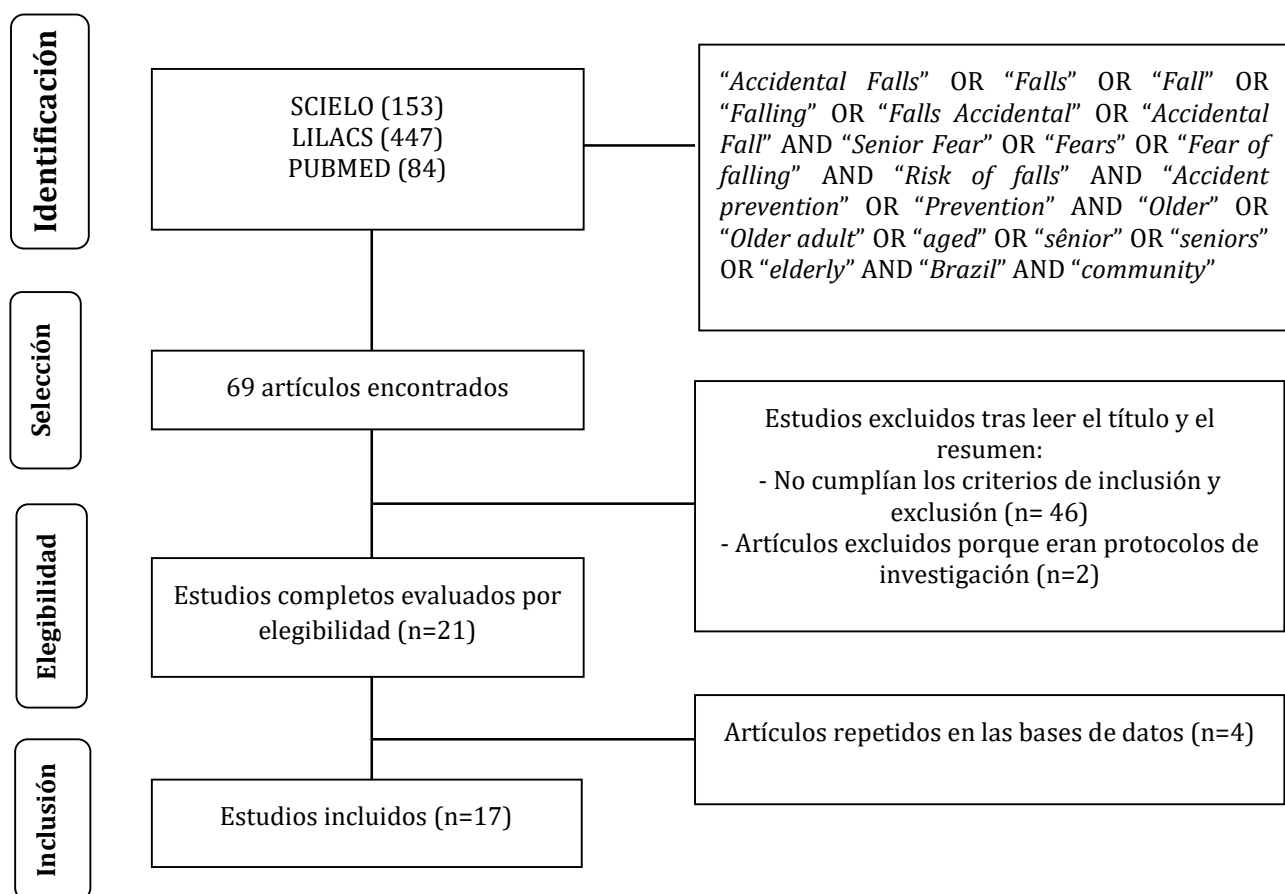 Identificación
SCIELO (153)
LILACS (447)
PUBMED (84)
“Accidental Falls” OR “Falls” OR “Fall” OR
“Falling” OR “Falls Accidental” OR “Accidental
Fall” AND “Senior Fear” OR “Fears” OR “Fear of
falling” AND “Risk of falls” AND “Accident
prevention” OR “Prevention” AND “Older” OR
“Older adult” OR “aged” OR “sênior” OR “seniors”
OR “elderly” AND “Brazil” AND “community”
Selección
69 artículos encontrados
Estudios excluidos tras leer el título y el
resumen:
- No cumplían los criterios de inclusión y
exclusión (n= 46)
- Artículos excluidos porque eran protocolos de
investigación (n=2)
Elegibilidad
Estudios completos evaluados por
elegibilidad (n=21)
Artículos repetidos en las bases de datos (n=4)
Inclusión
Estudios incluidos (n=17)